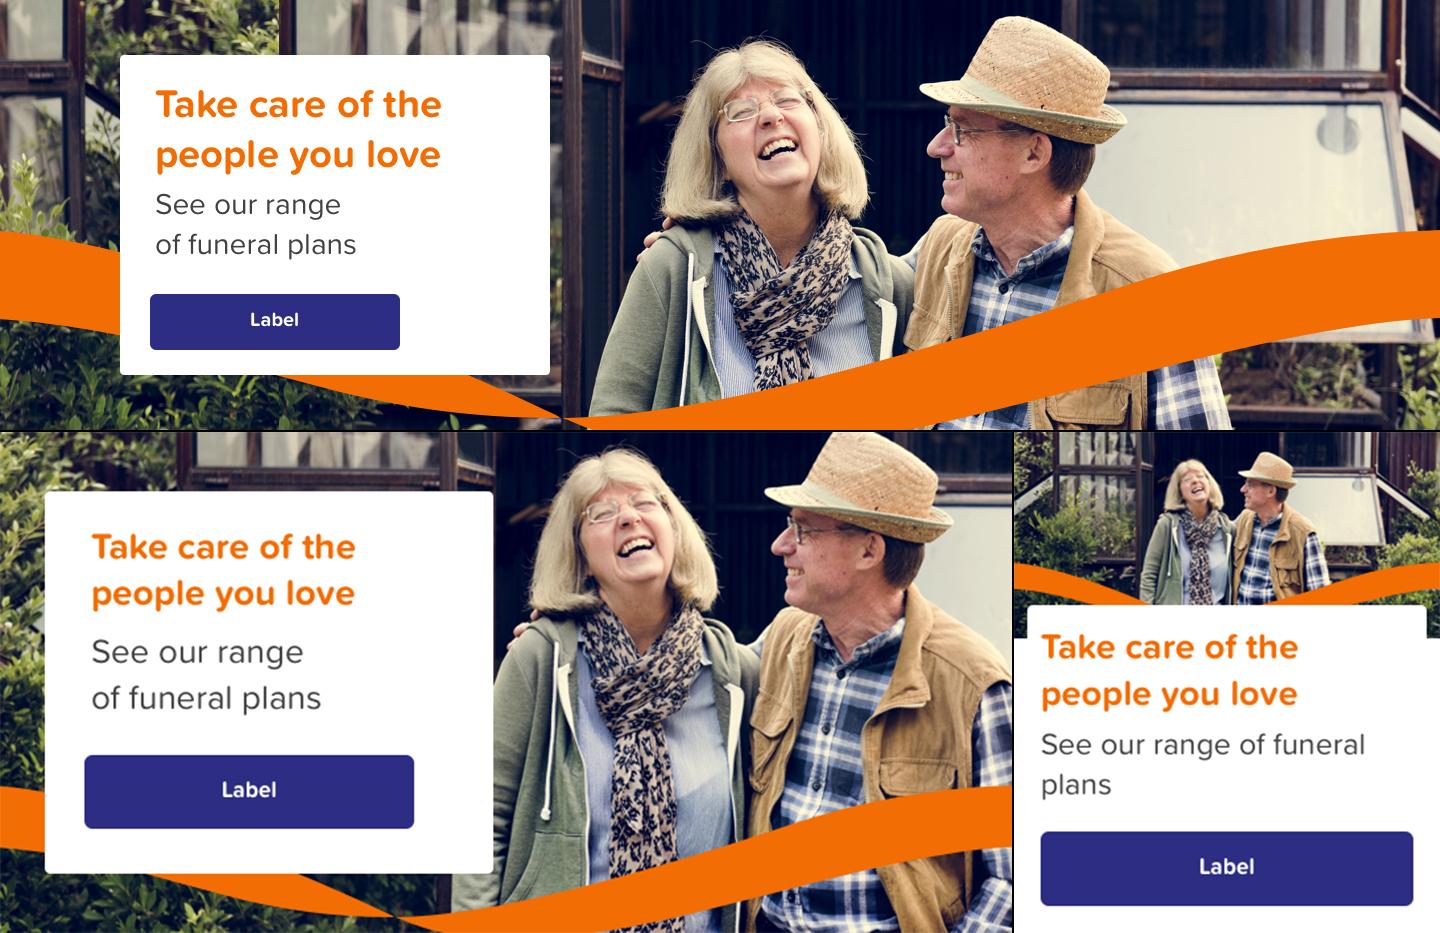 Take care of the
people you love
See our range
of funeral plans
Label
Take care of the
people you love
See our range
of funeral plans
Label
Take care of the
people you love
See our range of funeral
plans
Label